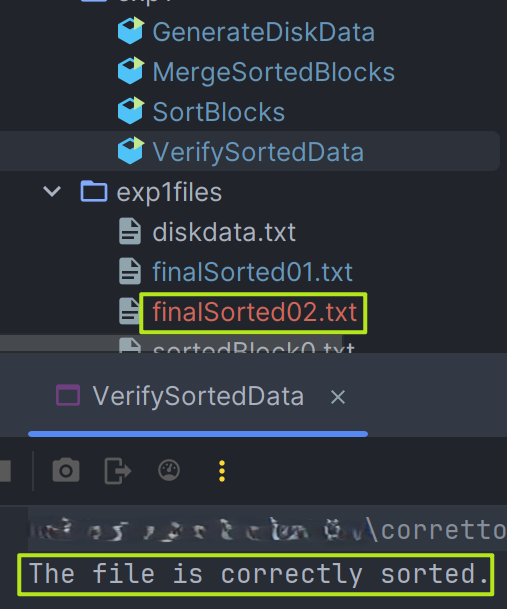 exp1
GenerateDiskData
MergeSortedBlocks
SortBlocks
VerifySortedData
exp1files
diskdata.txt
finalSorted01.txt
finalSorted02.txt
sortedBlock0.txt
VerifySortedData
\corretto
The file is correctly sorted.